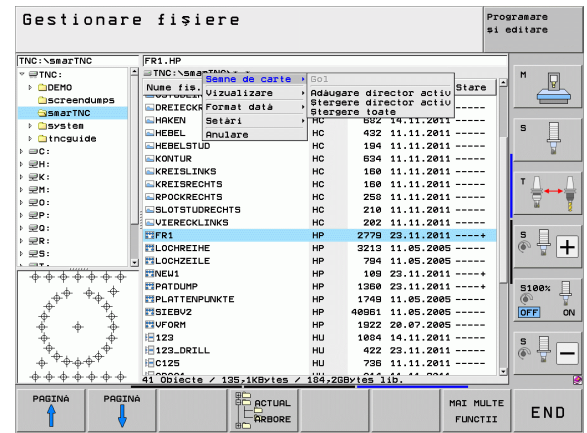 Gestionare fişiere
Programare
şi editare
TNC:\smarTNC
FR1.HP
TNC:
DEMO
screendumps
smarTNC
system
tncguide
C:
H:
K:
M:
O:
P:
Q:
R:
S:
Nume fiş.
Stare
Semne de carte
Vizualizare
Format dată
Setări
Anulare
Gol
Adăugare director activ
Ştergere director activ
Ştergere toate
HAKEN HC 682 11.11.2011 -----
HEBEL HC 432 11.11.2011 -----
HEBELSTUD HC 194 11.11.2011 -----
KONTUR HC 634 11.11.2011 -----
KREISLINKS HC 160 11.11.2011 -----
KREISRECHTS HC 160 11.11.2011 -----
RPOCKRECHTS HC 258 11.11.2011 -----
SLOTSTUDRECHTS HC 210 11.11.2011 -----
VIERECKLINKS HC 202 11.11.2011 -----
FR1 HP 2779 23.11.2011 ----+
LOCHREIHE HP 3213 11.05.2005 -----
LOCHZEILE HP 794 11.05.2005 -----
NEW1 HP 109 23.11.2011 ----+
PATDUMP HP 1360 23.11.2011 ----+
PLATTENPUNKTE HP 1749 11.05.2005 -----
SIEBV2 HP 40961 11.05.2005 -----
VFORM HP 1922 20.07.2005 -----
123 HU 1084 14.11.2011 -----
123_DRILL HU 422 23.11.2011 -----
C125 HU 736 11.11.2011 -----
41 Obiecte / 135,1KBytes / 184,2GBytes lib.
M
S
T
S
S100%
OFF ON
S
PAGINĂ
PAGINĂ
ACTUAL
ARBORE
MAI MULTE
FUNCTII
END